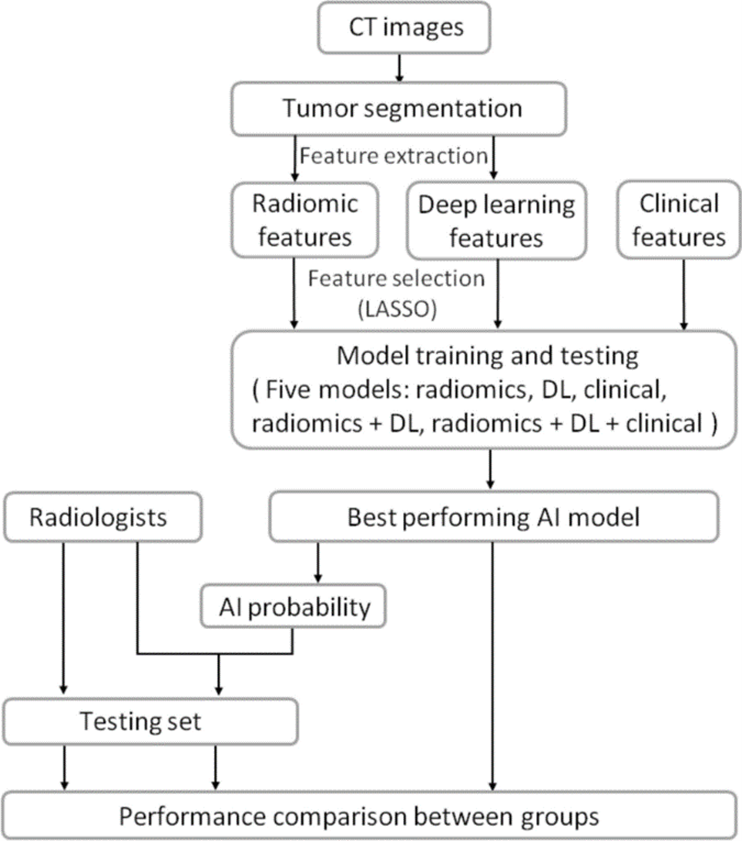 CT images
Tumor segmentation
Feature extraction
Radiomic
features
Deep learning
features
Clinical
features
Feature selection
(LASSO)
Model training and testing
( Five models: radiomics, DL, clinical,
radiomics + DL, radiomics + DL + clinical )
Radiologists
Best performing AI model
AI probability
Testing set
Performance comparison between groups